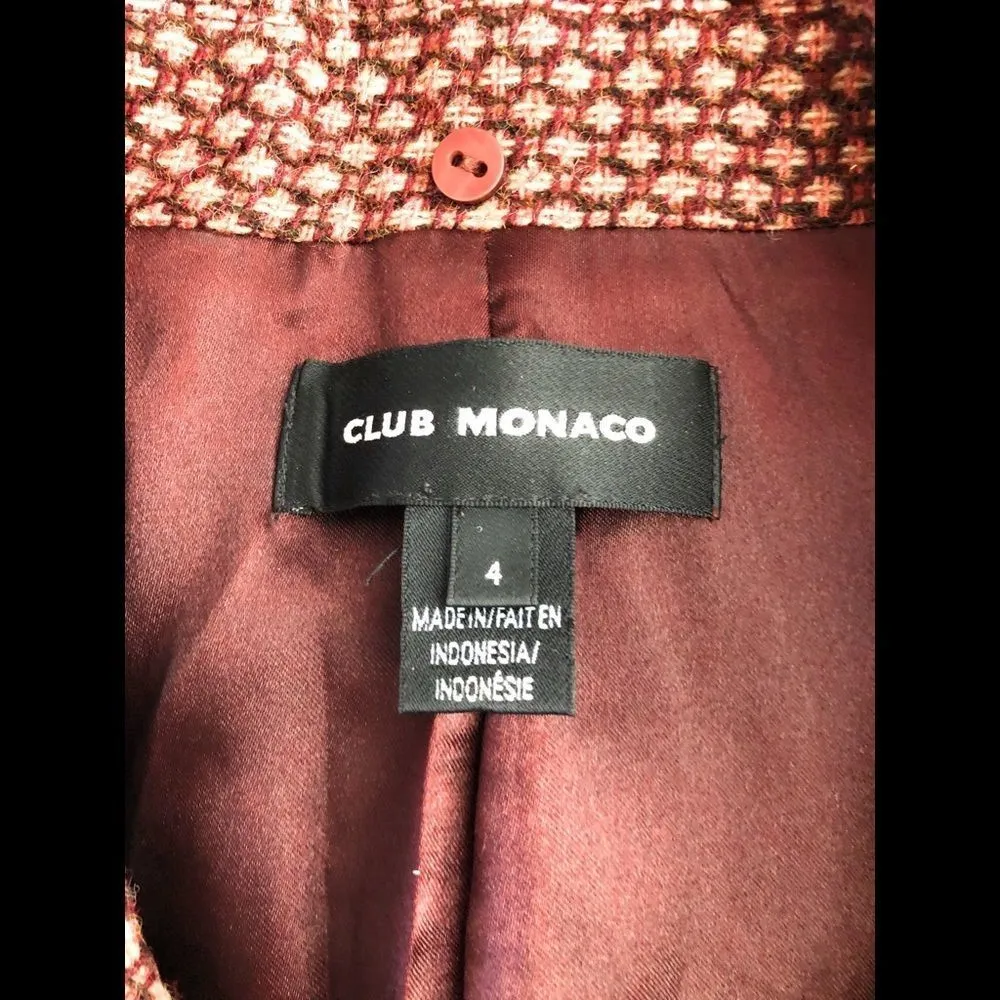 CLUB MONACO
4
MADE IN/FAIT EN
INDONESIA/
INDONÉSIE